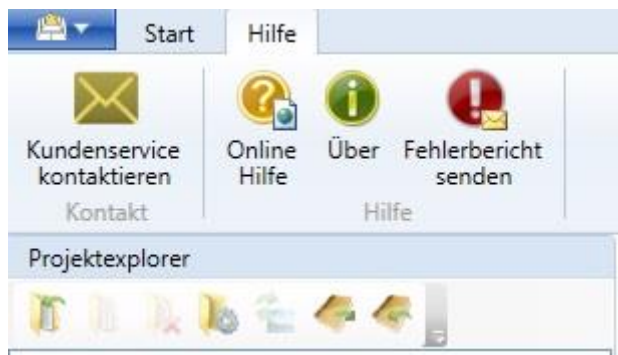 Start Hilfe
Kundenservice kontaktieren
Online Hilfe
Über
Fehlerbericht senden
Kontakt Hilfe
Projektexplorer